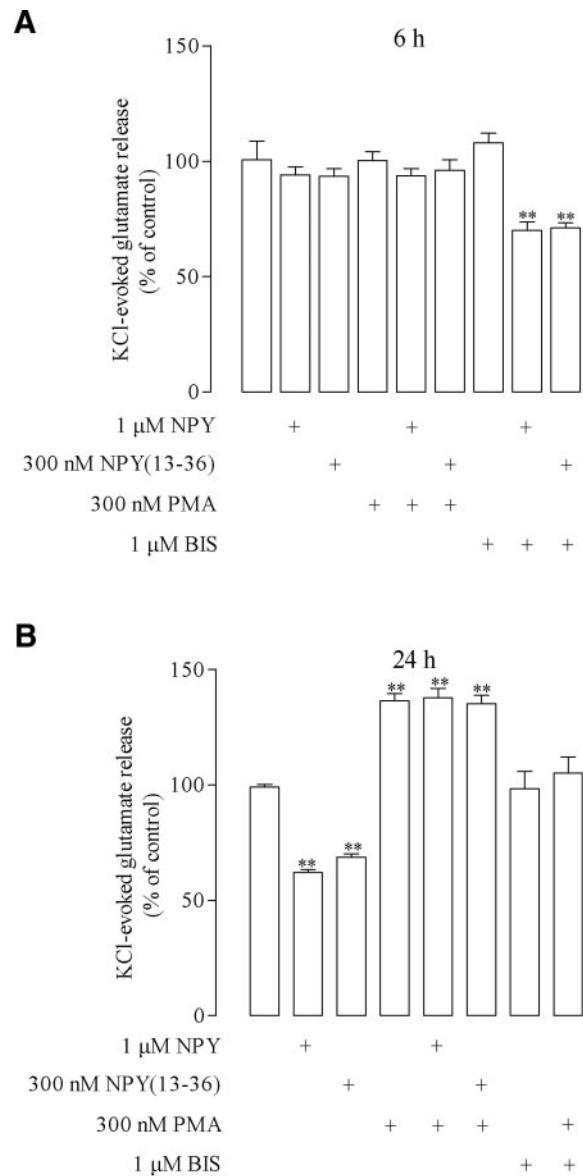 A
6 h
150
100
50
0
KCl-evoked glutamate release
(% of control)
** **
1 μM NPY + + +
300 nM NPY(13-36) + + +
300 nM PMA + + +
1 μM BIS + + +
B
24 h
150
100
50
0
KCl-evoked glutamate release
(% of control)
** ** ** ** **
1 μM NPY + +
300 nM NPY(13-36) + +
300 nM PMA + + + +
1 μM BIS + +